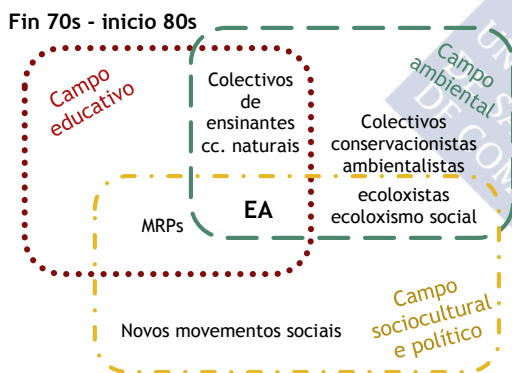 Fin 70s - inicio 80s
Campo
educativo
Colectivos
de
ensinantes
cc. naturais
Campo
ambiental
Colectivos
conservacionistas
ambientalistas
ecoloxistas
ecoloxismo social
MRPs
EA
Novos movementos sociais
Campo
sociocultural
e político